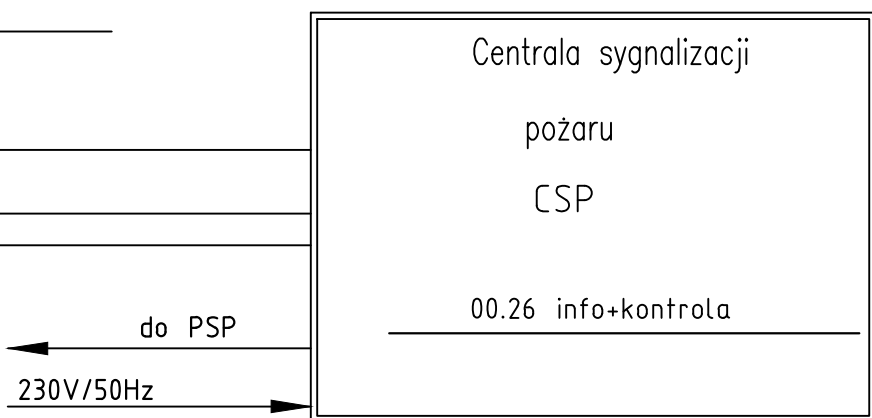 Centrala sygnalizacji
pożaru
CSP
00.26 info+kontrola
do PSP
230V/50Hz